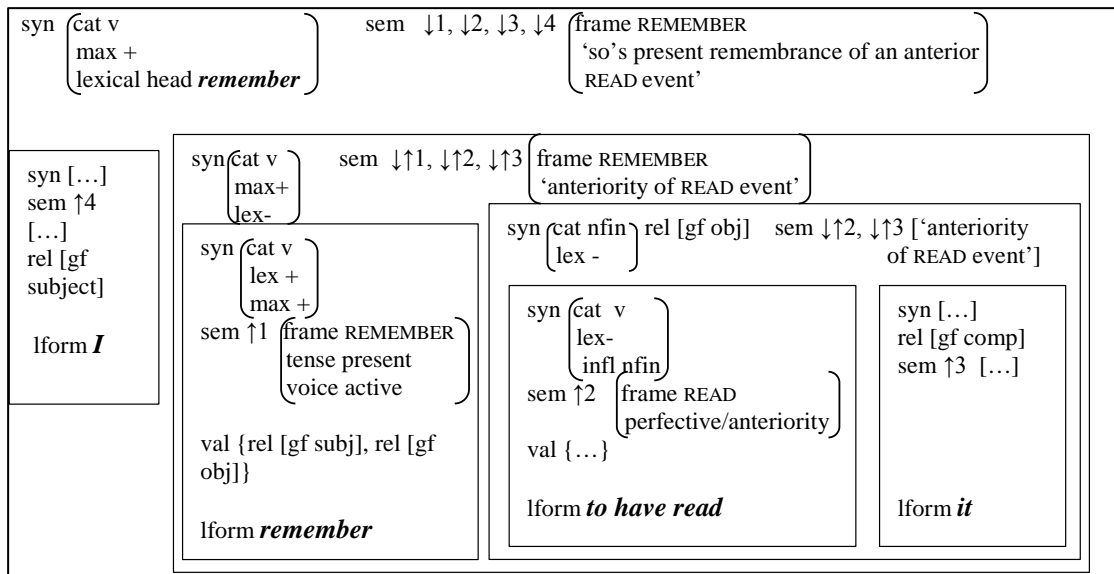 syn cat v sem ↓1, ↓2, ↓3, ↓4 frame REMEMBER
max + 'so's present remembrance of an anterior
lexical head remember READ event'
syn […]
sem ↑4
[…]
rel [gf
subject]
lform I
syn cat v sem ↓↑1, ↓↑2, ↓↑3 frame REMEMBER
max+ 'anteriority of READ event'
lex-
syn cat v
lex +
max +
sem ↑1 frame REMEMBER
tense present
voice active
val {rel [gf subj], rel [gf
obj]}
lform remember
syn cat nfin rel [gf obj] sem ↓↑2, ↓↑3 ['anteriority
lex - of READ event']
syn cat v
lex-
infl nfin
sem ↑2 frame READ
perfective/anteriority
val {…}
lform to have read
syn […]
rel [gf comp]
sem ↑3 […]
lform it